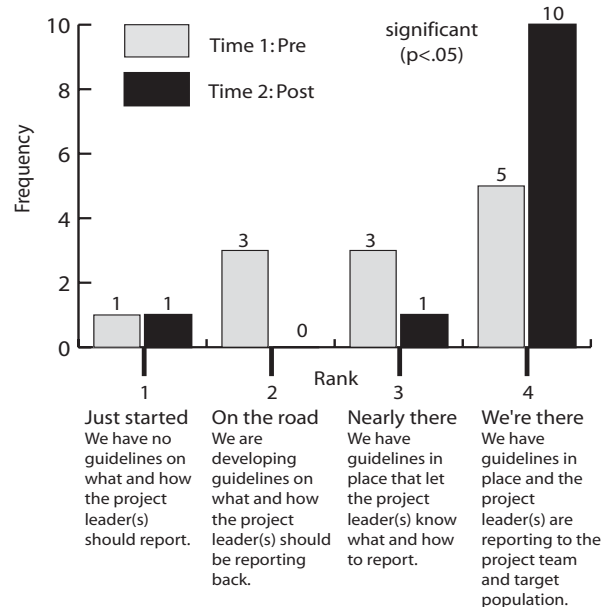 10
8
6
4
2
0
Frequency
Time 1: Pre
Time 2: Post
significant
(p<.05)
1
1
3
0
3
1
5
10
Rank
1
2
3
4
Just started
We have no
guidelines on
what and how
the project
leader(s)
should report.
On the road
We are
developing
guidelines on
what and how
the project
leader(s) should
be reporting
back.
Nearly there
We have
guidelines in
place that let
the project
leader(s) know
what and how
to report.
We're there
We have
guidelines in
place and the
project
leader(s) are
reporting to the
project team
and target
population.